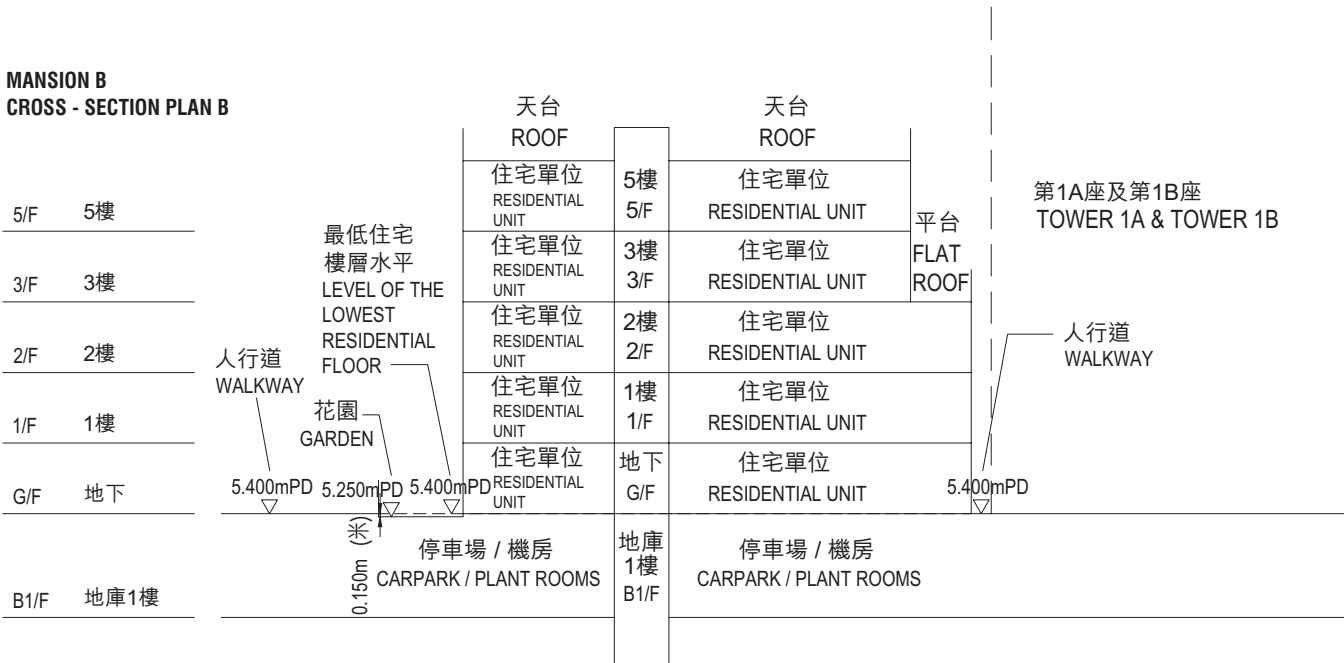 MANSION B
CROSS - SECTION PLAN B
天台
ROOF
天台
ROOF
5/F 5樓
住宅單位
RESIDENTIAL
UNIT
5樓
5/F
住宅單位
RESIDENTIAL UNIT
第1A座及第1B座
TOWER 1A & TOWER 1B
平台
FLAT
ROOF
3/F 3樓
住宅單位
RESIDENTIAL
UNIT
3樓
3/F
住宅單位
RESIDENTIAL UNIT
最低住宅
樓層水平
LEVEL OF THE
LOWEST
RESIDENTIAL
FLOOR
2/F 2樓
住宅單位
RESIDENTIAL
UNIT
2樓
2/F
住宅單位
RESIDENTIAL UNIT
人行道
WALKWAY
人行道
WALKWAY
1/F 1樓
花園
GARDEN
住宅單位
RESIDENTIAL
UNIT
1樓
1/F
住宅單位
RESIDENTIAL UNIT
G/F 地下
5.400mPD 5.250mPD 5.400mPD
住宅單位
RESIDENTIAL
UNIT
地下
G/F
住宅單位
RESIDENTIAL UNIT
5.400mPD
B1/F 地庫1樓
0.150m (米)
停車場 / 機房
CARPARK / PLANT ROOMS
地庫
1樓
B1/F
停車場 / 機房
CARPARK / PLANT ROOMS